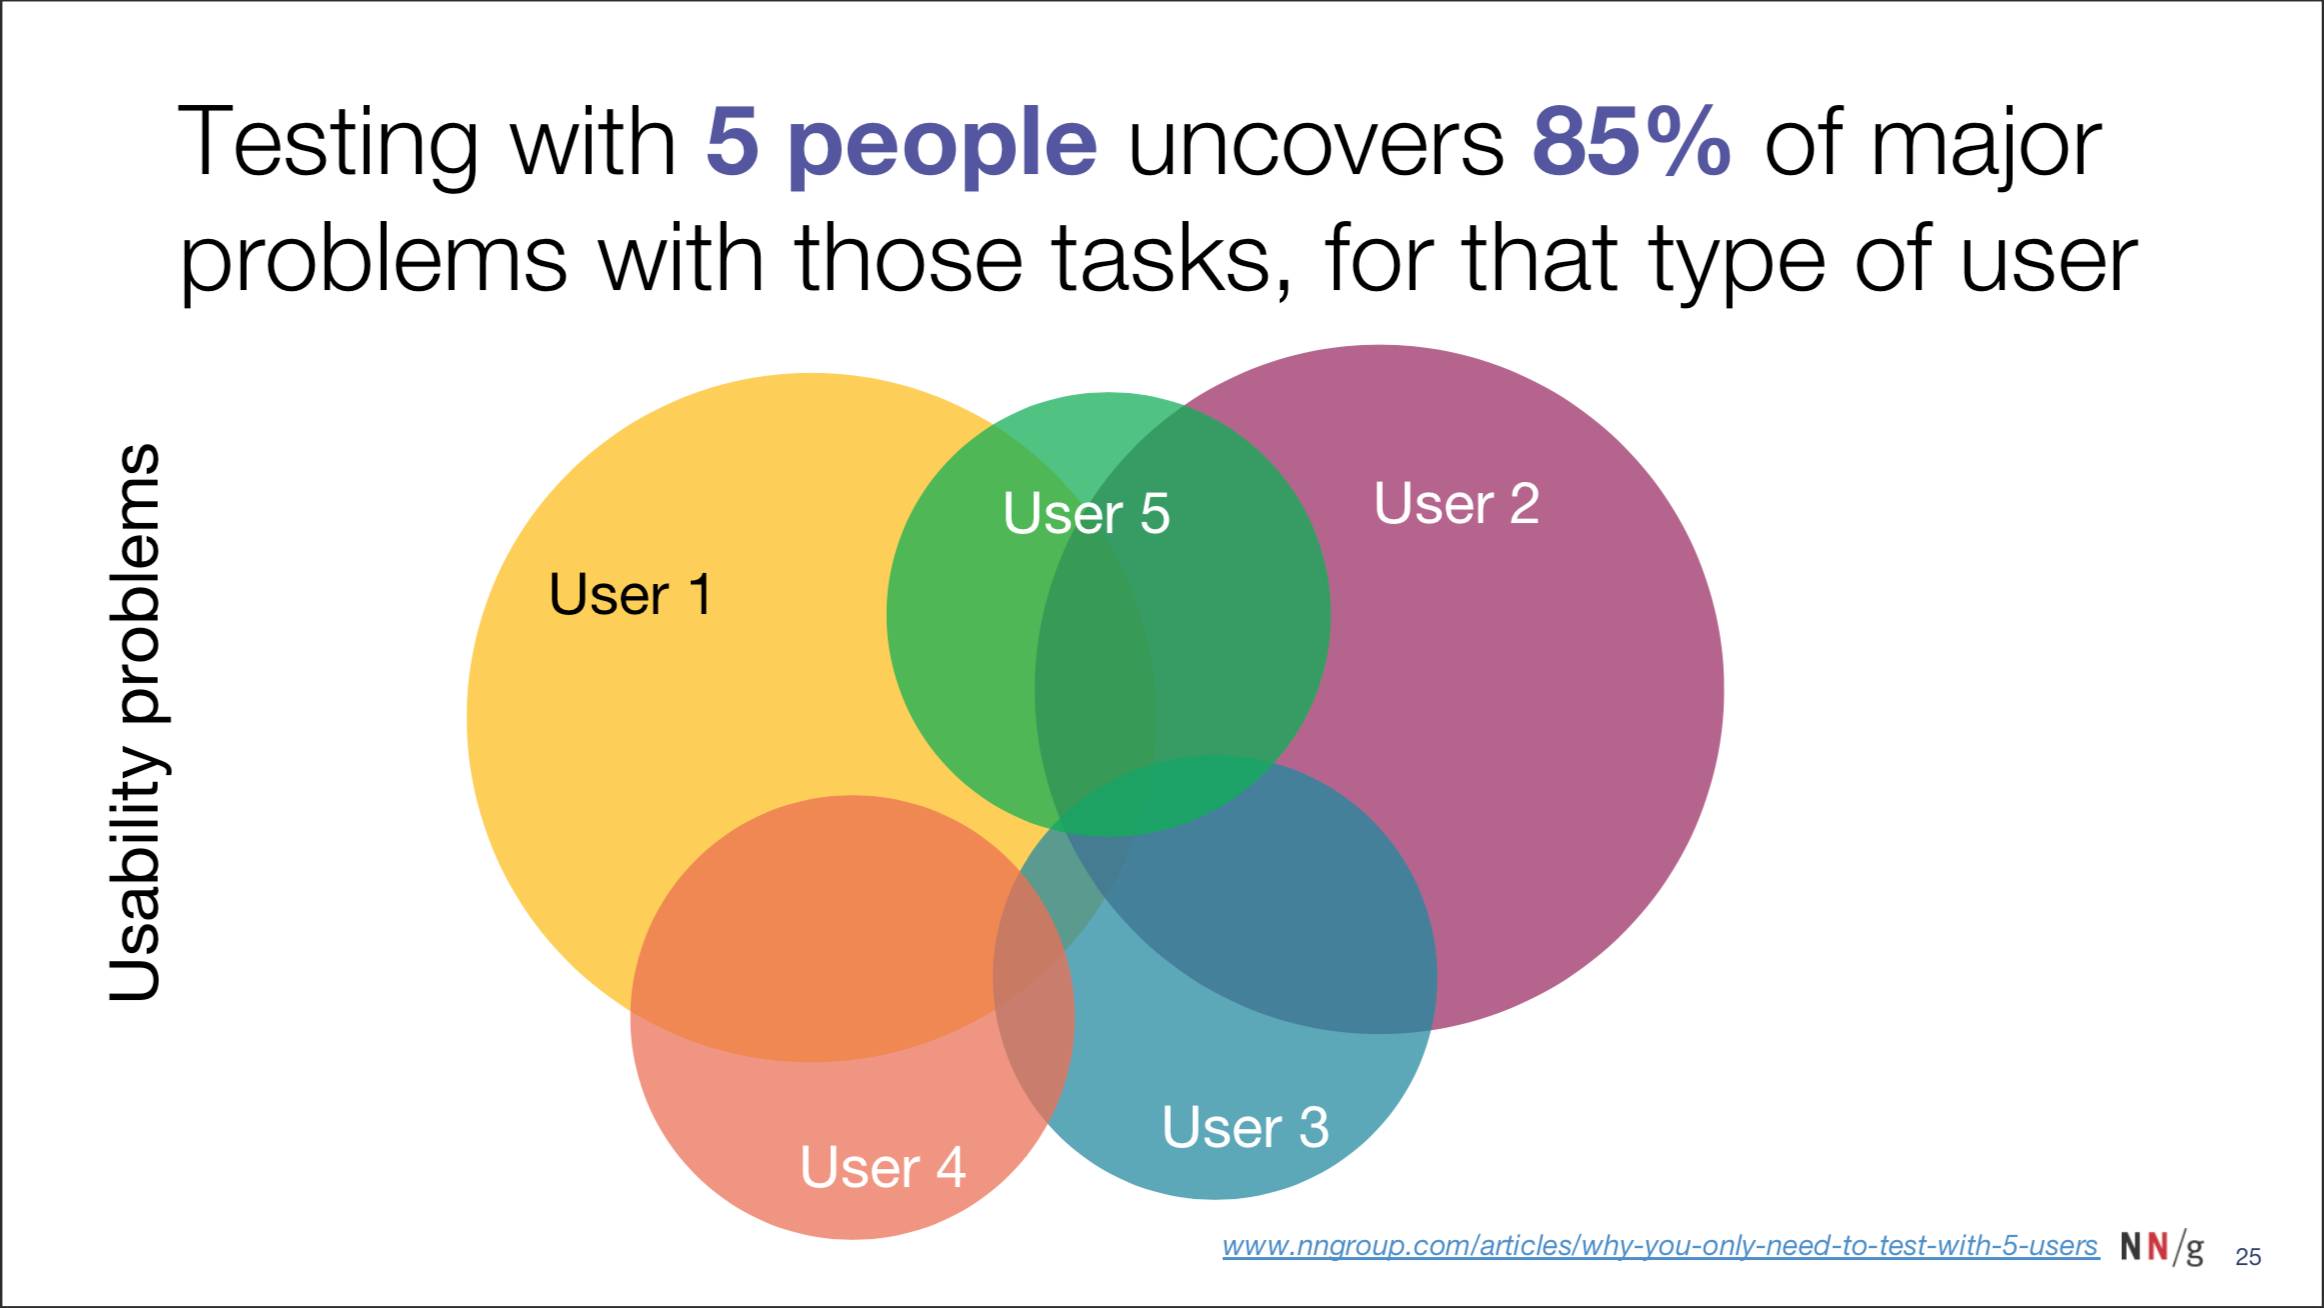 Testing with 5 people uncovers 85% of major
problems with those tasks, for that type of user
Usability problems
User 1
User 5
User 2
User 4
User 3
www.nngroup.com/articles/why-you-only-need-to-test-with-5-users
NN/g
25